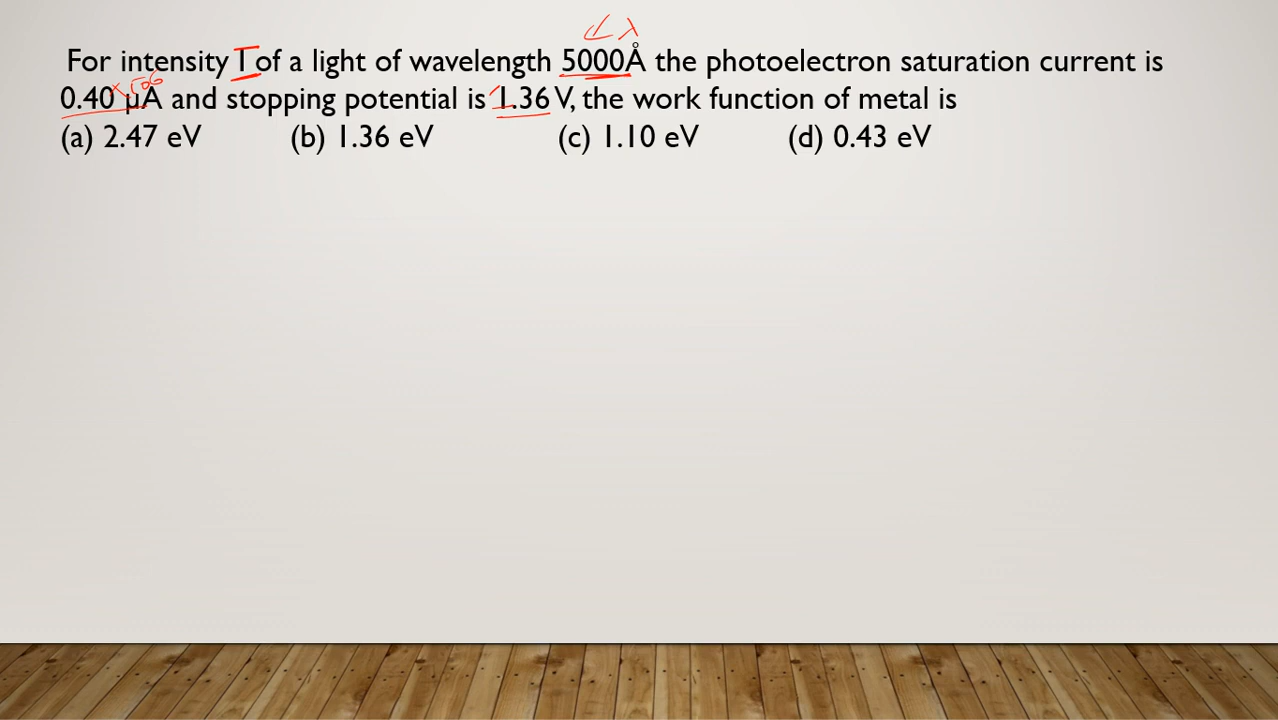 λ
For intensity I of a light of wavelength 5000Å the photoelectron saturation current is
0.40 μA and stopping potential is 1.36 V, the work function of metal is
(a) 2.47 eV (b) 1.36 eV (c) 1.10 eV (d) 0.43 eV